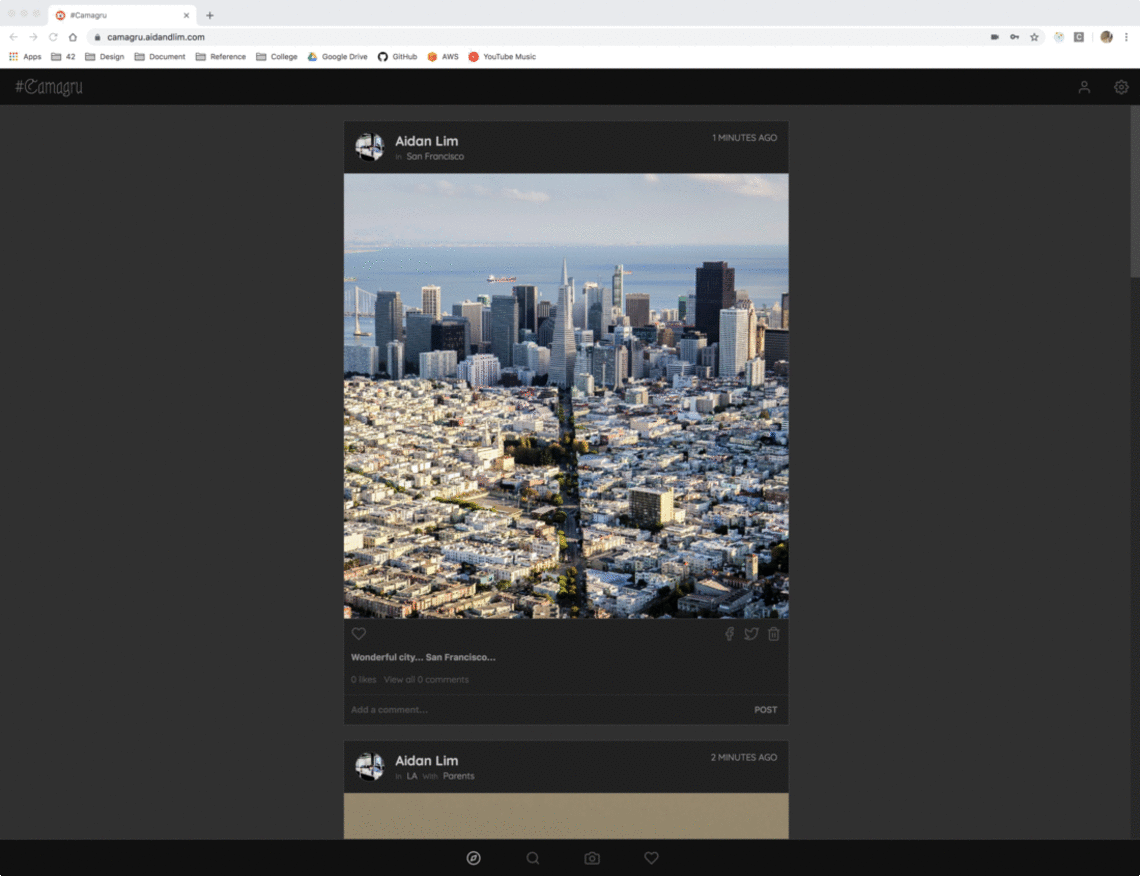 #Camagru
camagru.aidandlim.com
Apps 42 Design Document Reference College Google Drive GitHub AWS YouTube Music
#Camagru
Aidan Lim
1 MINUTES AGO
in San Francisco
Wonderful city... San Francisco...
0 likes View all 0 comments
Add a comment...
POST
Aidan Lim
2 MINUTES AGO
in LA with Parents